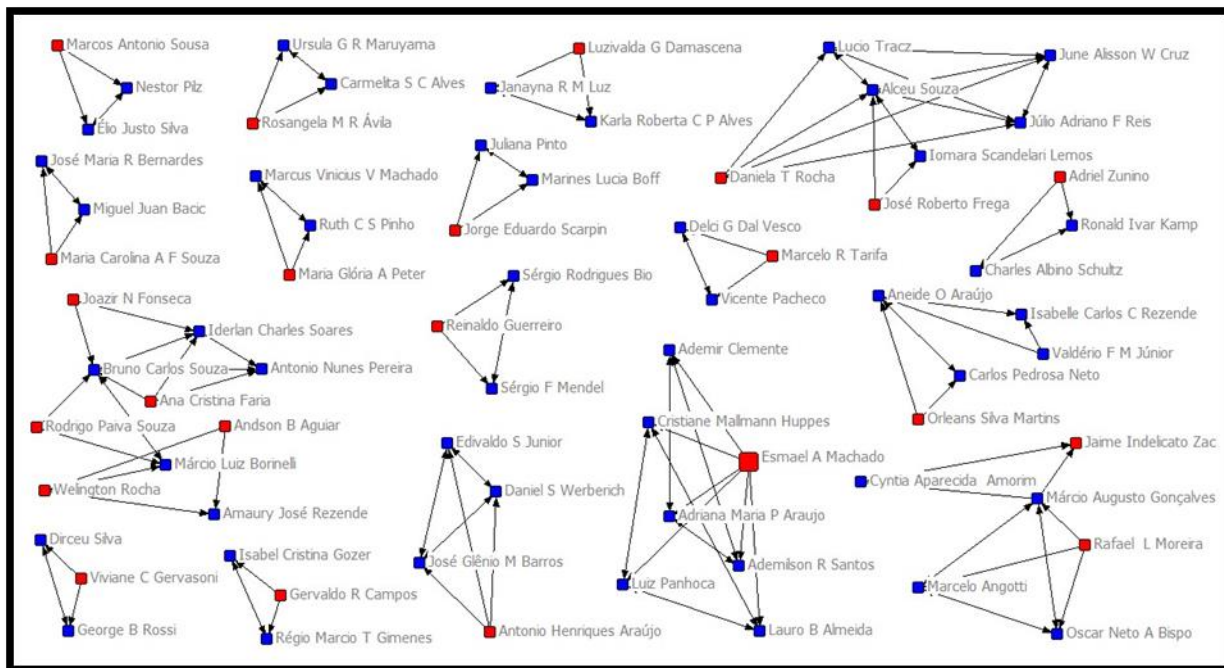 Marcos Antonio Sousa
Nestor Pilz
Élio Justo Silva
Ursula G R Maruyama
Carmelita S C Alves
Rosangela M R Ávila
Luzivalda G Damascena
Janayna R M Luz
Karla Roberta C P Alves
Lucio Tracz
June Alisson W Cruz
Alceu Souza
Júlio Adriano F Reis
Iomara Scandelari Lemos
Daniela T Rocha
José Roberto Frega
Adriel Zunino
Ronald Ivar Kamp
Charles Albino Schultz
José Maria R Bernardes
Miguel Juan Bacic
Maria Carolina A F Souza
Marcus Vinicius V Machado
Ruth C S Pinho
Maria Glória A Peter
Juliana Pinto
Marines Lucia Boff
Jorge Eduardo Scarpin
Delci G Dal Vesco
Marcelo R Tarifa
Vicente Pacheco
Sérgio Rodrigues Bio
Reinaldo Guerreiro
Sérgio F Mendel
Aneide O Araújo
Isabelle Carlos C Rezende
Valdério F M Júnior
Carlos Pedrosa Neto
Orleans Silva Martins
Joazir N Fonseca
Iderlan Charles Soares
Bruno Carlos Souza
Antonio Nunes Pereira
Ana Cristina Faria
Rodrigo Paiva Souza
Andson B Aguiar
Márcio Luiz Borinelli
Welington Rocha
Amaury José Rezende
Ademir Clemente
Cristiane Mallmann Huppes
Esmael A Machado
Adriana Maria P Araujo
Ademilson R Santos
Luiz Panhoca
Lauro B Almeida
Edivaldo S Junior
Daniel S Werberich
José Glênio M Barros
Antonio Henriques Araújo
Jaime Indelicato Zac
Cyntia Aparecida Amorim
Márcio Augusto Gonçalves
Rafael L Moreira
Marcelo Angotti
Oscar Neto A Bispo
Dirceu Silva
Viviane C Gervasoni
George B Rossi
Isabel Cristina Gozer
Gervaldo R Campos
Régio Marcio T Gimenes